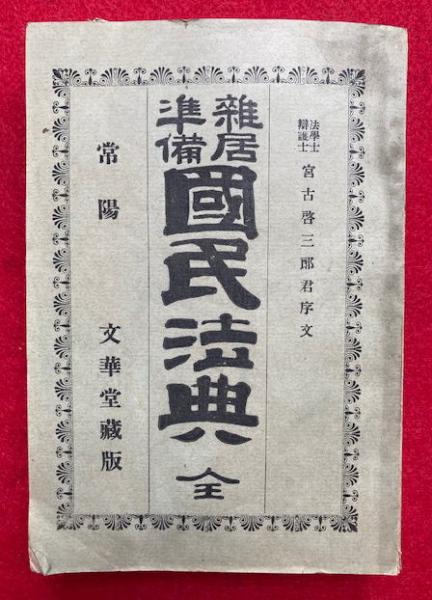 法學士
辯護士
宮古啓三郎君序文
雜居
準備
國民法典 全
常陽 文華堂藏版